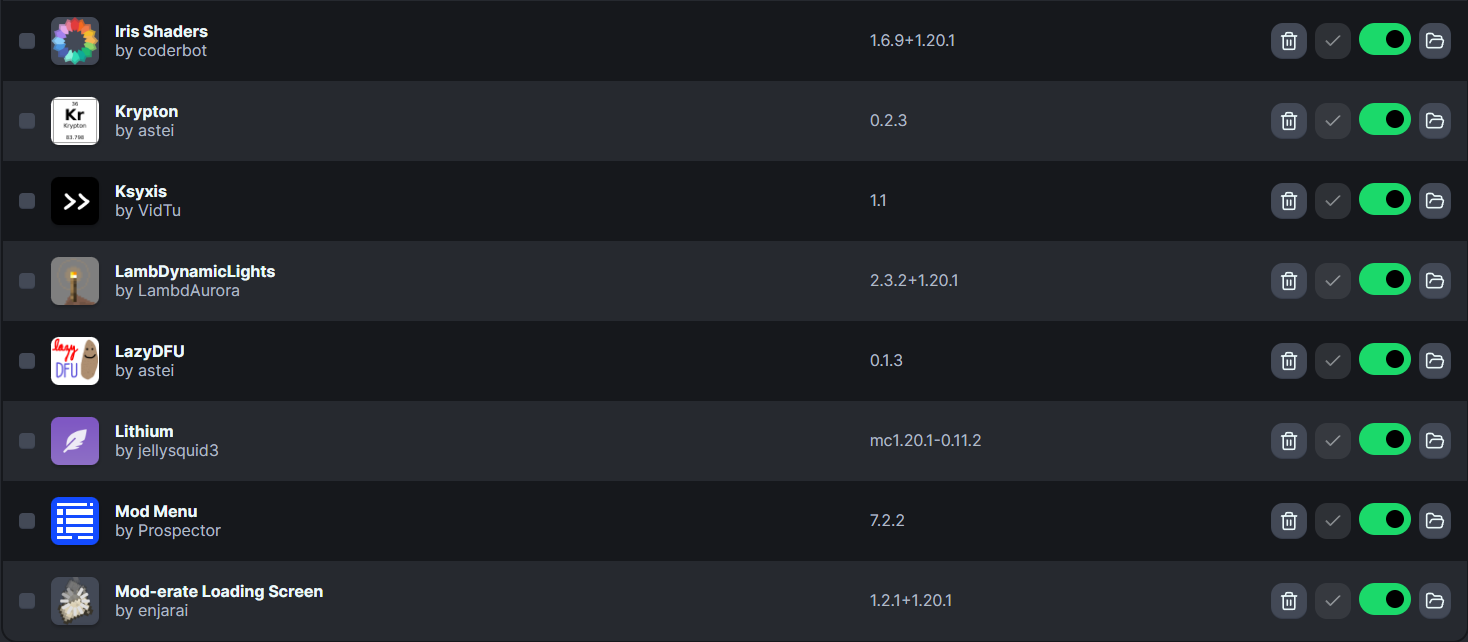 Iris Shaders
by coderbot
1.6.9+1.20.1
36
Kr
Krypton
83.798
Krypton
by astei
0.2.3
Ksyxis
by VidTu
1.1
LambDynamicLights
by LambdAurora
2.3.2+1.20.1
lazy
DFU
LazyDFU
by astei
0.1.3
Lithium
by jellysquid3
mc1.20.1-0.11.2
Mod Menu
by Prospector
7.2.2
Mod-erate Loading Screen
by enjarai
1.2.1+1.20.1